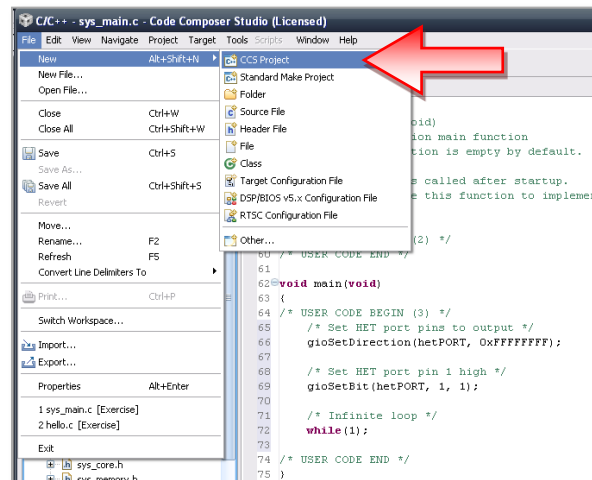 C/C++ - sys_main.c - Code Composer Studio (Licensed)
File Edit View Navigate Project Target Tools Scripts Window Help
New Alt+Shift+N
New File...
Open File...
Close Ctrl+W
Close All Ctrl+Shift+W
Save Ctrl+S
Save As...
Save All Ctrl+Shift+S
Revert
Move...
Rename... F2
Refresh F5
Convert Line Delimiters To
Print... Ctrl+P
Switch Workspace...
Import...
Export...
Properties Alt+Enter
1 sys_main.c [Exercise]
2 hello.c [Exercise]
Exit
sys_core.h
sys_memory.h
CCS Project
Standard Make Project
Folder
Source File
Header File
File
Class
Target Configuration File
DSP/BIOS v5.x Configuration File
RTSC Configuration File
Other...
oid)
ion main function
tion is empty by default.
s called after startup.
e this function to implemen
(2) */
60 /* USER CODE END */
61
62 void main(void)
63 {
64 /* USER CODE BEGIN (3) */
65 /* Set HET port pins to output */
66 gioSetDirection(hetPORT, 0xFFFFFFFF);
67
68 /* Set HET port pin 1 high */
69 gioSetBit(hetPORT, 1, 1);
70
71 /* Infinite loop */
72 while(1);
73
74 /* USER CODE END */
75 }